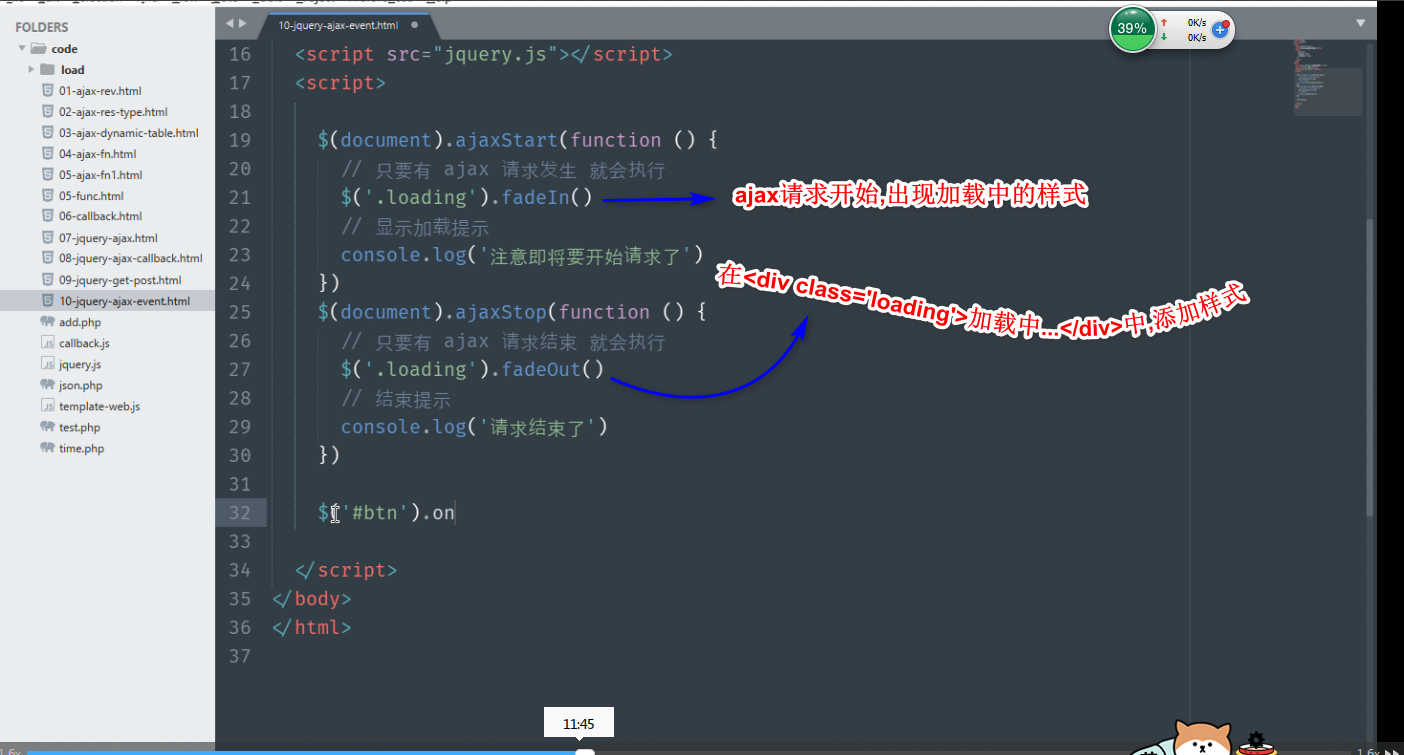 FOLDERS
code
load
01-ajax-rev.html
02-ajax-res-type.html
03-ajax-dynamic-table.html
04-ajax-fn.html
05-ajax-fn1.html
05-func.html
06-callback.html
07-jquery-ajax.html
08-jquery-ajax-callback.html
09-jquery-get-post.html
10-jquery-ajax-event.html
add.php
callback.js
jquery.js
json.php
template-web.js
test.php
time.php
10-jquery-ajax-event.html
39%
0K/s
0K/s
16 <script src="jquery.js"></script>
17 <script>
18
19 $(document).ajaxStart(function () {
20 // 只要有 ajax 请求发生 就会执行
21 $('.loading').fadeIn()
ajax请求开始,出现加载中的样式
22 // 显示加载提示
23 console.log('注意即将要开始请求了')
24 })
在<div class='loading'>加载中...</div>中,添加样式
25 $(document).ajaxStop(function () {
26 // 只要有 ajax 请求结束 就会执行
27 $('.loading').fadeOut()
28 // 结束提示
29 console.log('请求结束了')
30 })
31
32 $('#btn').on
33
34 </script>
35 </body>
36 </html>
37
11:45
1.6x
1.6x